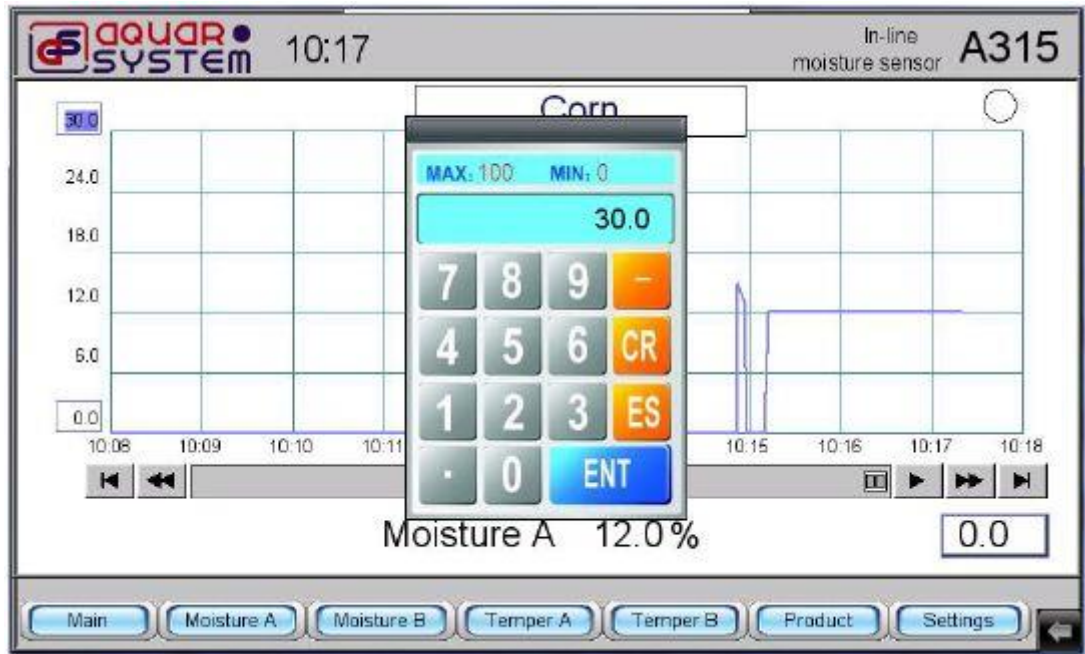 aquar system
10:17
In-line
moisture sensor
A315
Corn
30.0
24.0
18.0
12.0
6.0
0.0
MAX: 100 MIN: 0
30.0
7 8 9 -
4 5 6 CR
1 2 3 ES
. 0 ENT
10:08 10:09 10:10 10:11 10:15 10:16 10:17 10:18
Moisture A 12.0 %
0.0
Main Moisture A Moisture B Temper A Temper B Product Settings